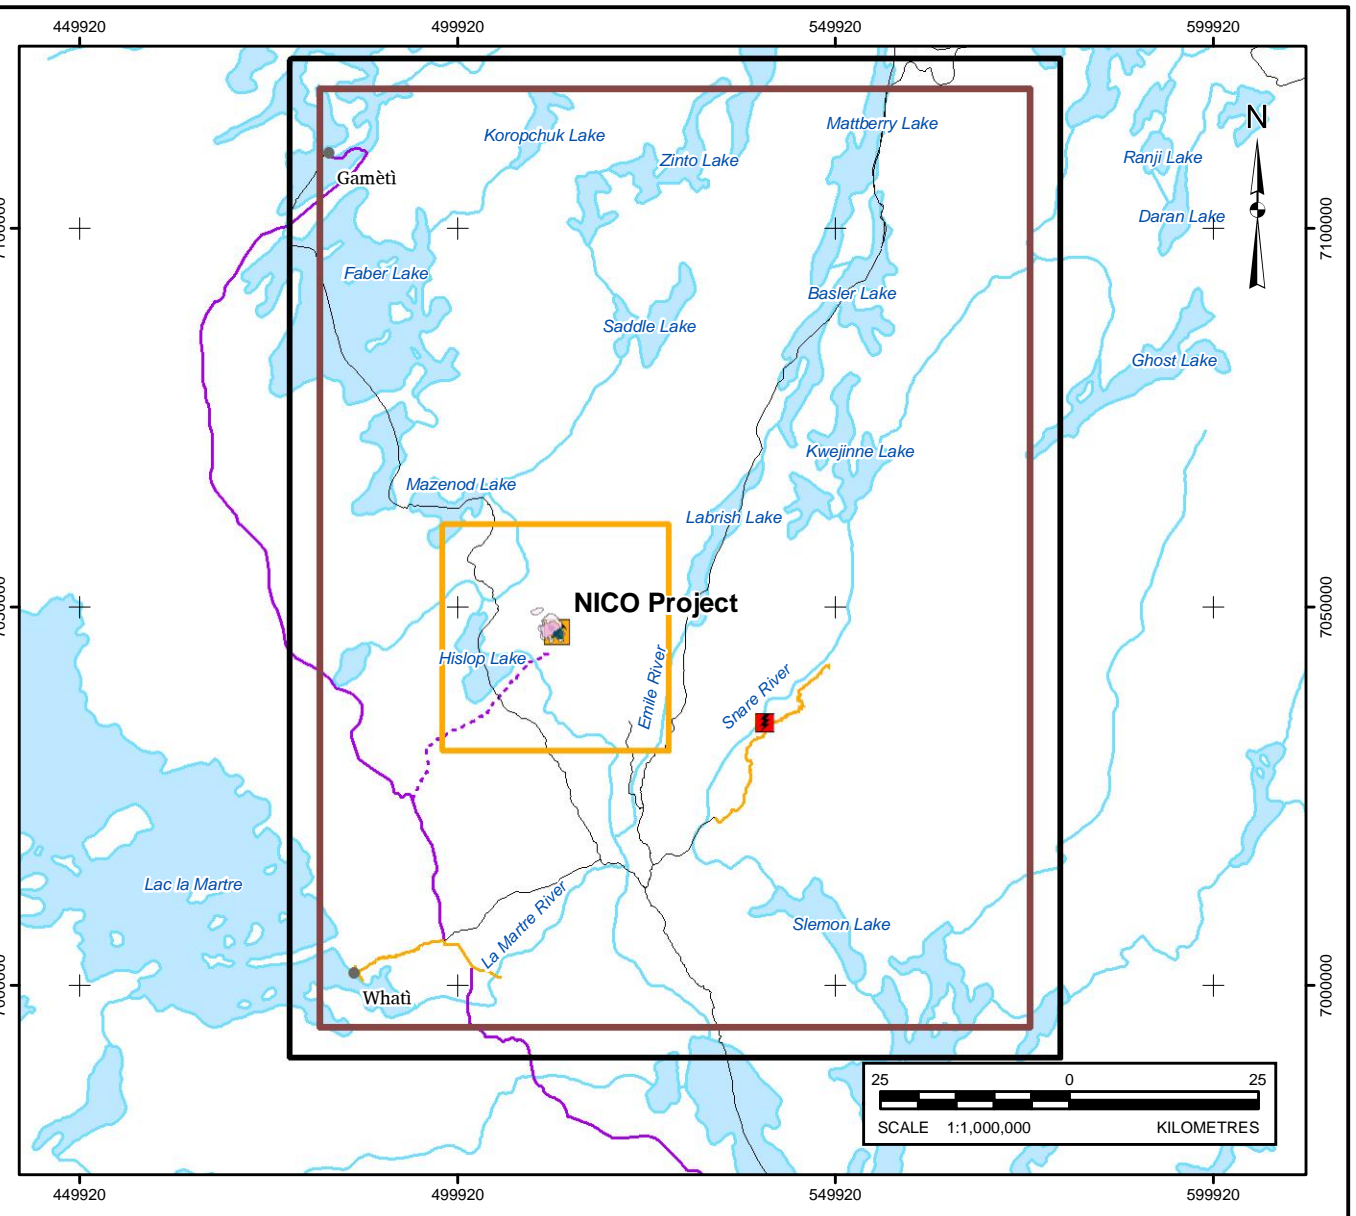 449920 499920 549920 599920
N
Mattberry Lake
Koropchuk Lake
Zinto Lake
Ranji Lake
Gamètì
Daran Lake
7100000
Faber Lake
Basler Lake
Saddle Lake
Ghost Lake
Kwejinne Lake
Mazenod Lake
Labrish Lake
NICO Project
7050000
Hislop Lake
Emile River
Snare River
Lac la Martre
La Martre River
Slemon Lake
Whatì
7000000
25 0 25
SCALE 1:1,000,000 KILOMETRES
449920 499920 549920 599920